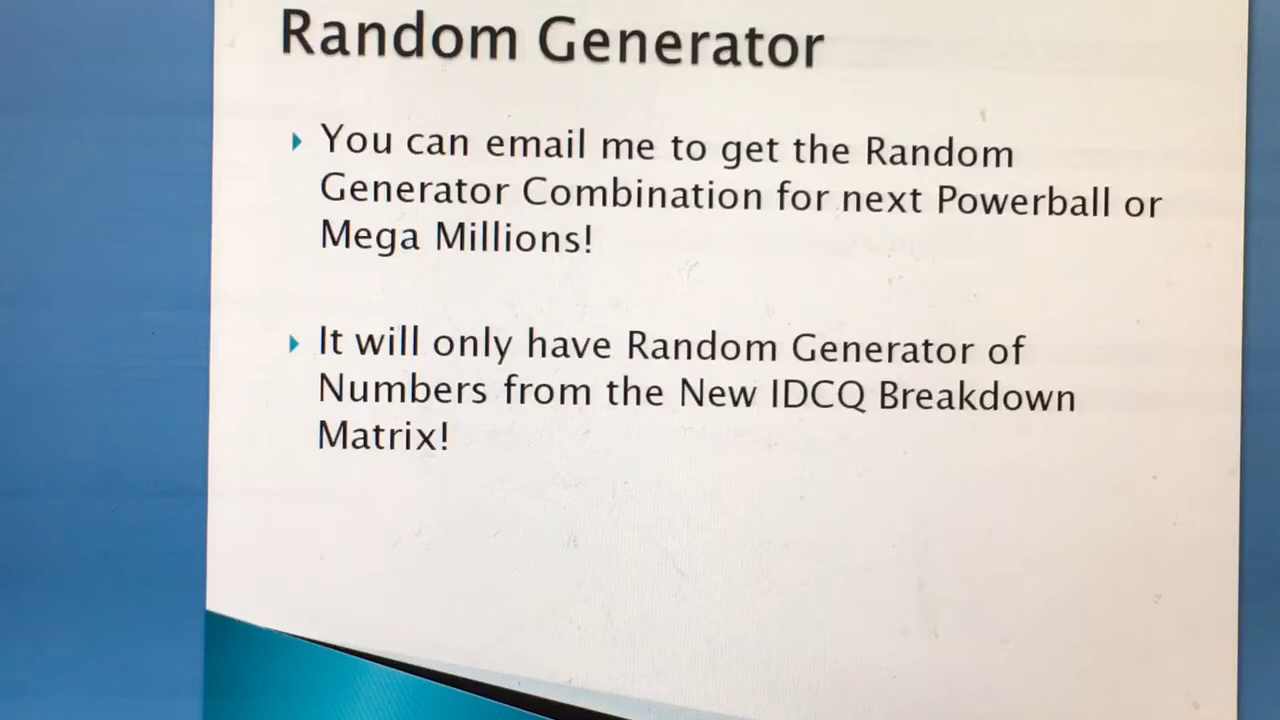 Random Generator
You can email me to get the Random
Generator Combination for next Powerball or
Mega Millions!
It will only have Random Generator of
Numbers from the New IDCQ Breakdown
Matrix!